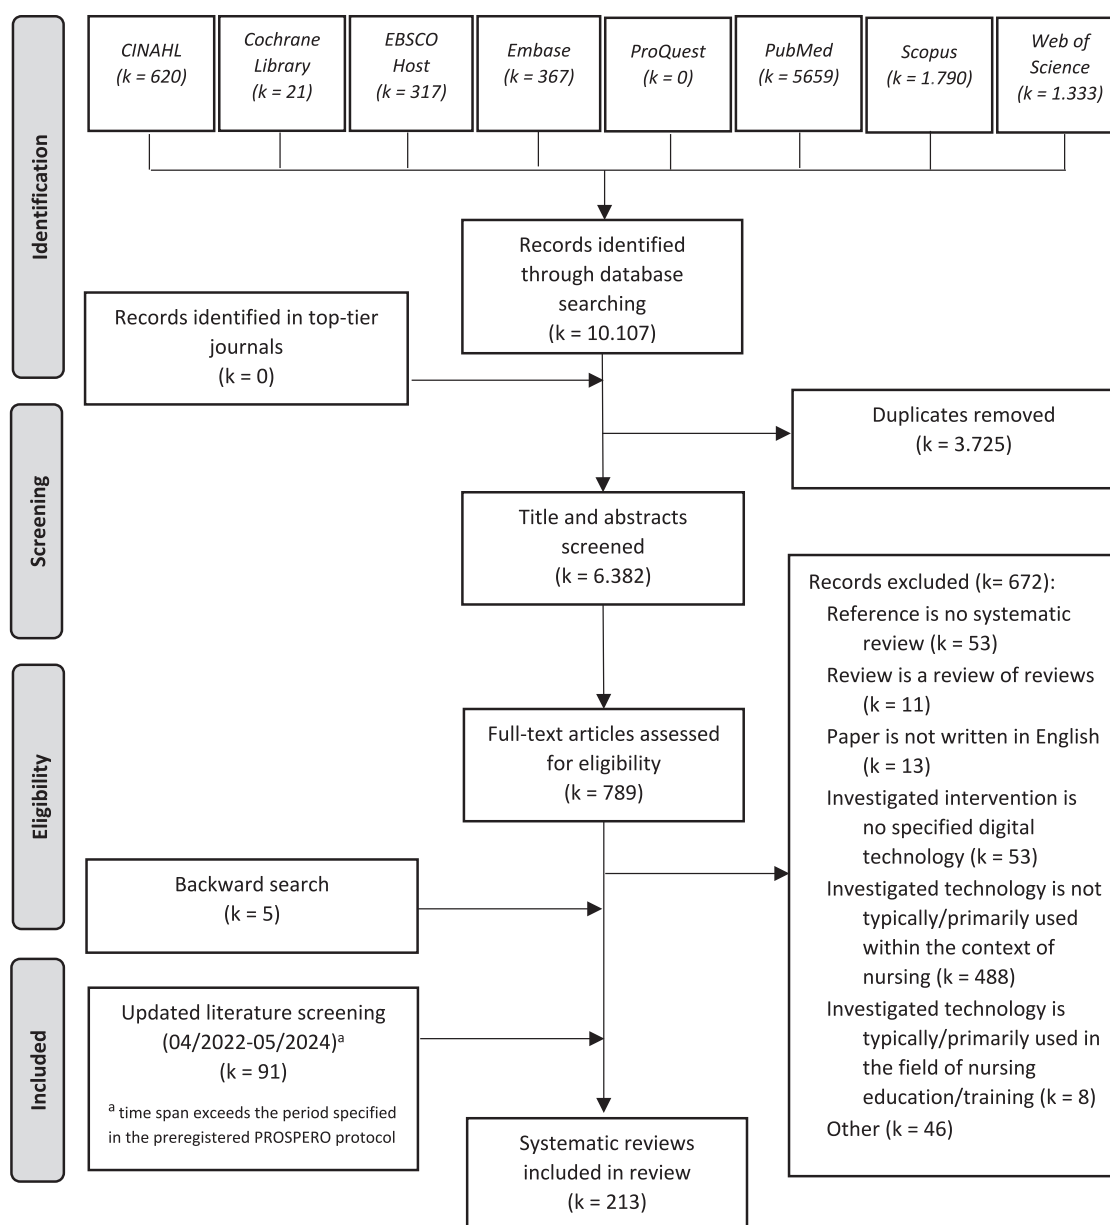 CINAHL
(k = 620)
Cochrane
Library
(k = 21)
EBSCO
Host
(k = 317)
Embase
(k = 367)
ProQuest
(k = 0)
PubMed
(k = 5659)
Scopus
(k = 1.790)
Web of
Science
(k = 1.333)
Identification
Records identified
through database
searching
(k = 10.107)
Records identified in top-tier
journals
(k = 0)
Screening
Duplicates removed
(k = 3.725)
Title and abstracts
screened
(k = 6.382)
Records excluded (k= 672):
Reference is no systematic
review (k = 53)
Review is a review of reviews
(k = 11)
Paper is not written in English
(k = 13)
Investigated intervention is
no specified digital
technology (k = 53)
Investigated technology is not
typically/primarily used
within the context of
nursing (k = 488)
Investigated technology is
typically/primarily used in
the field of nursing
education/training (k = 8)
Other (k = 46)
Eligibility
Full-text articles assessed
for eligibility
(k = 789)
Backward search
(k = 5)
Included
Updated literature screening
(04/2022-05/2024)ᵃ
(k = 91)
ᵃ time span exceeds the period specified
in the preregistered PROSPERO protocol
Systematic reviews
included in review
(k = 213)